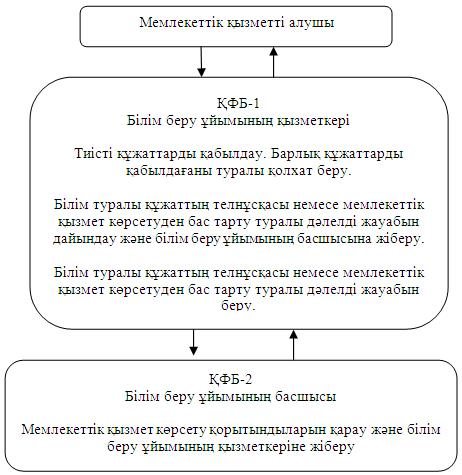 Мемлекеттік қызметті алушы
ҚФБ-1
Білім беру ұйымының қызметкері
Тиісті құжаттарды қабылдау. Барлық құжаттарды
қабылдағаны туралы қолхат беру.
Білім туралы құжаттың телнұсқасы немесе мемлекеттік
қызмет көрсетуден бас тарту туралы дәлелді жауабын
дайындау және білім беру ұйымының басшысына жіберу.
Білім туралы құжаттың телнұсқасы немесе мемлекеттік
қызмет көрсетуден бас тарту туралы дәлелді жауабын
беру.
ҚФБ-2
Білім беру ұйымының басшысы
Мемлекеттік қызмет көрсету қорытындыларын қарау және білім
беру ұйымының қызметкеріне жіберу